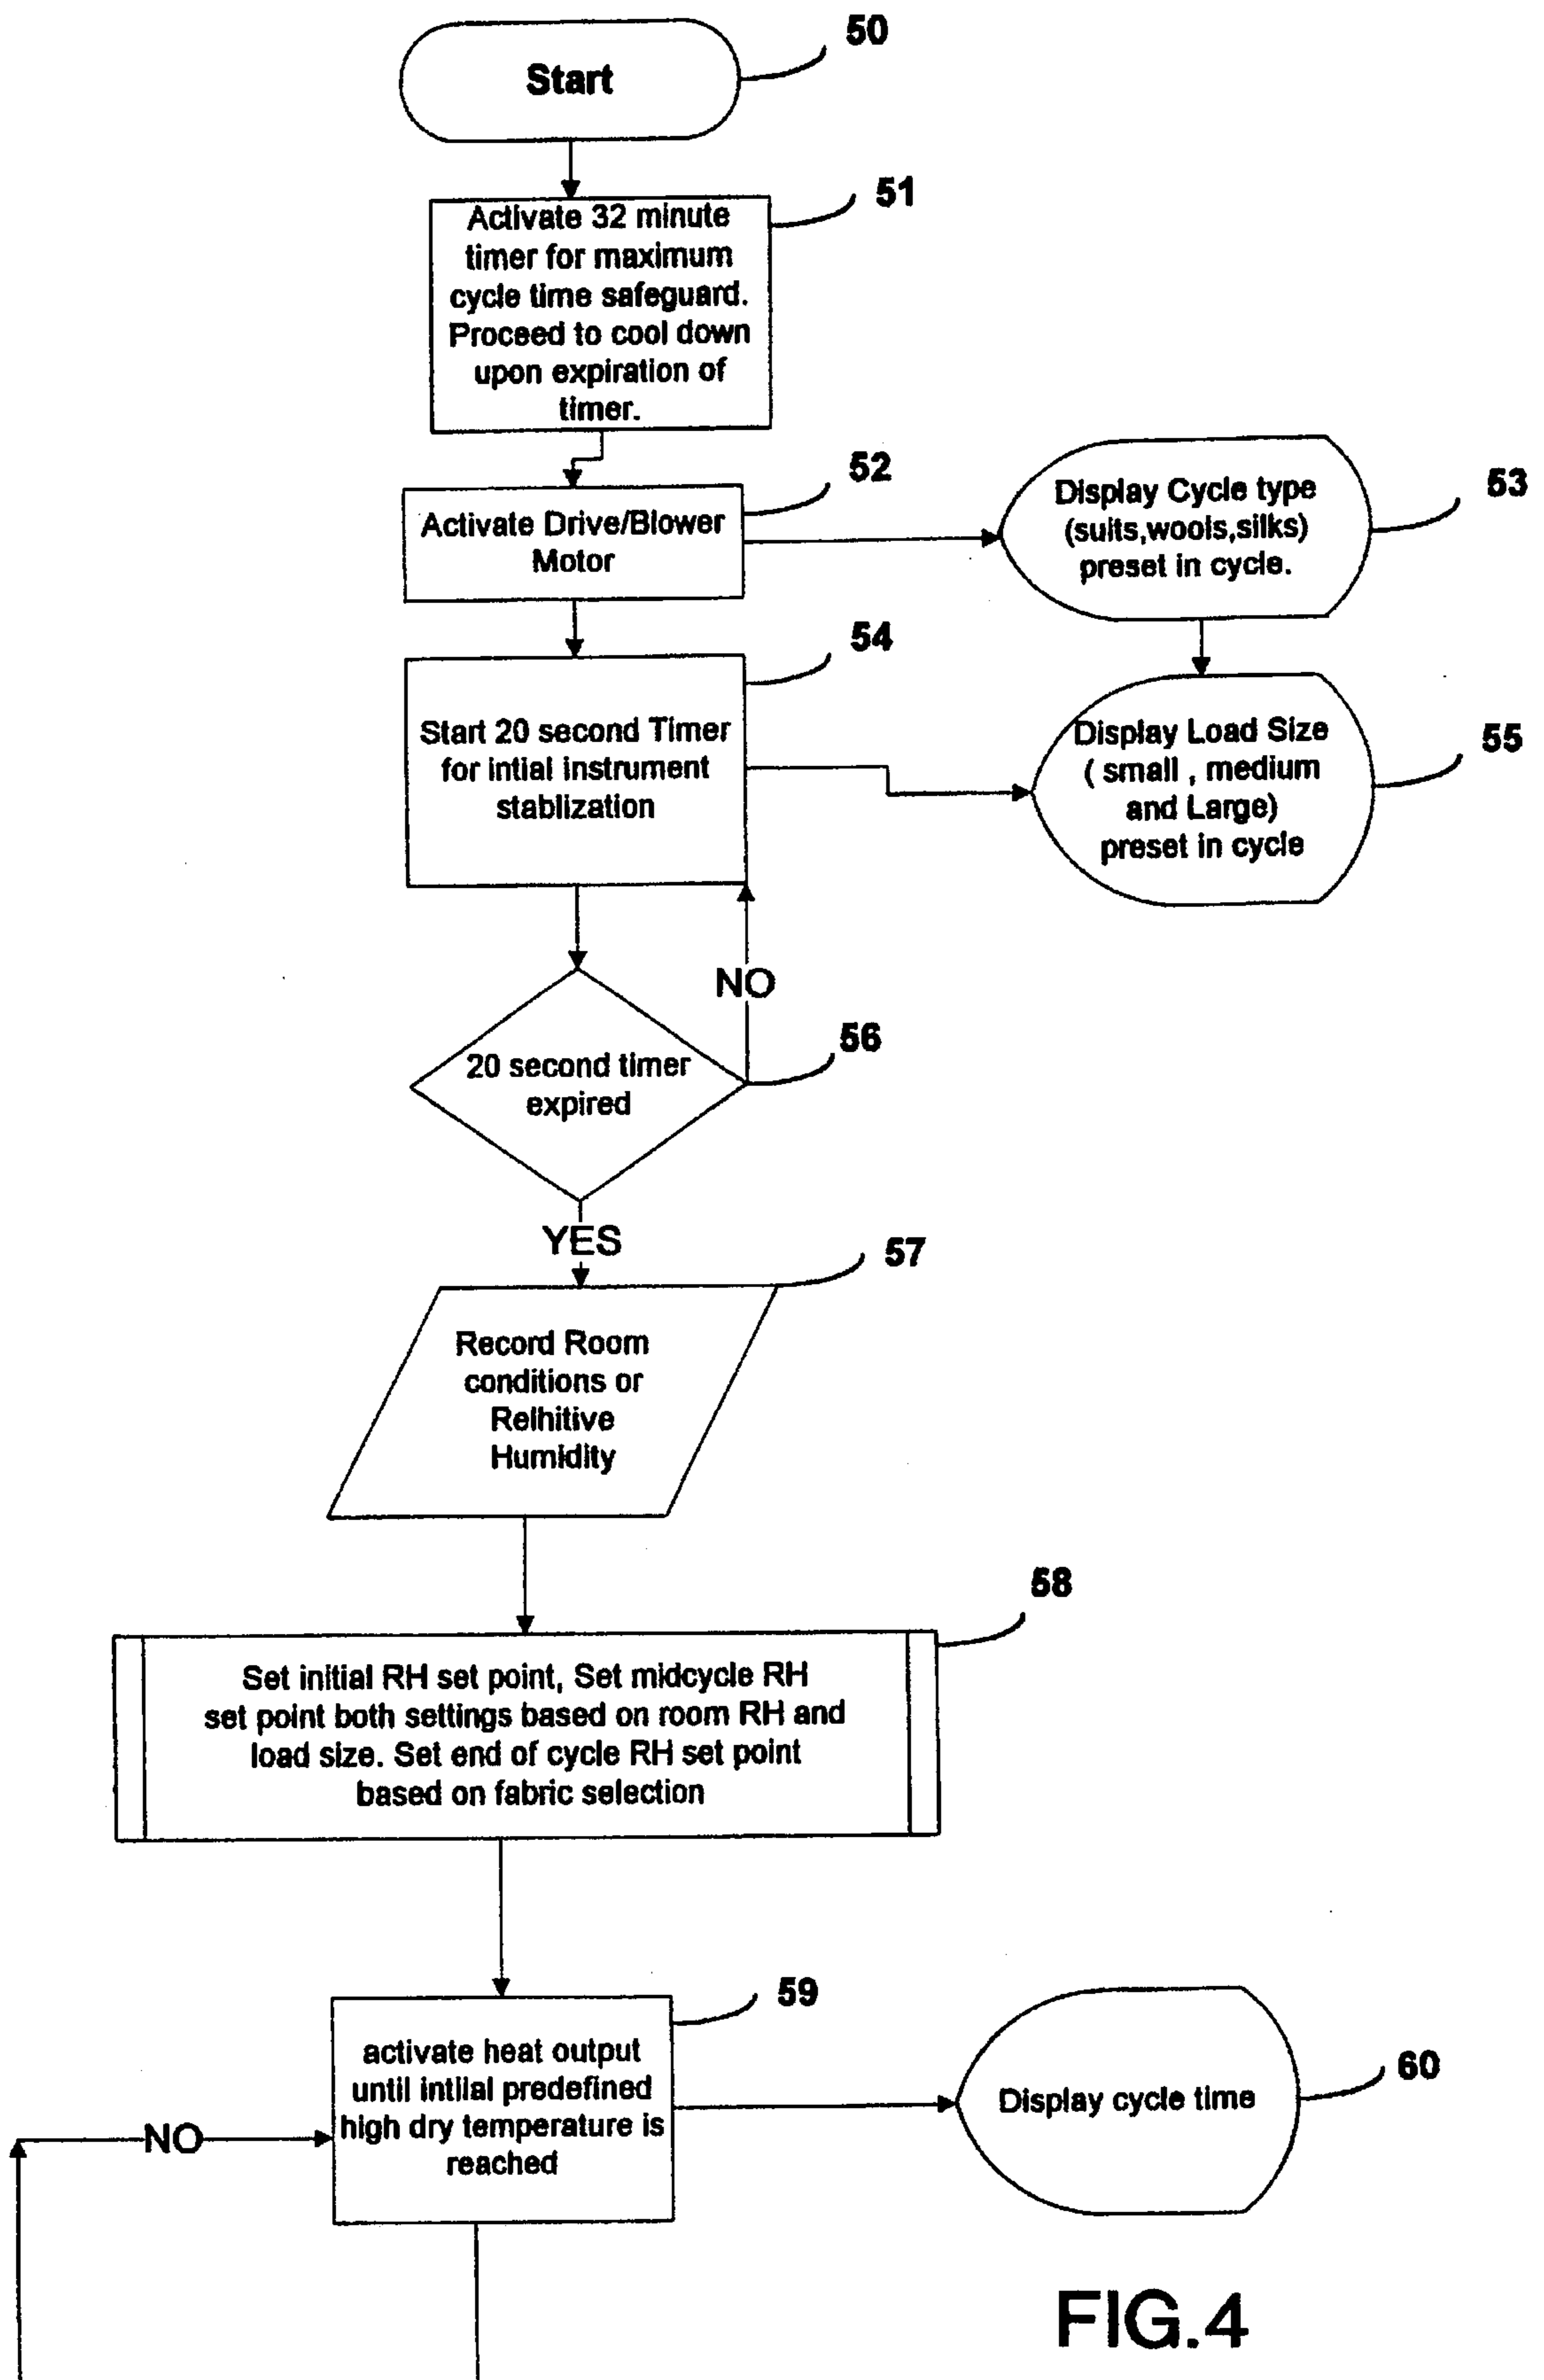 50
Start
51
Activate 32 minute
timer for maximum
cycle time safeguard.
Proceed to cool down
upon expiration of
timer.
52
Activate Drive/Blower
Motor
53
Display Cycle type
(suits,wools,silks)
preset in cycle.
54
Start 20 second Timer
for intial instrument
stablization
55
Display Load Size
( small , medium
and Large)
preset in cycle
NO
56
20 second timer
expired
YES
57
Record Room
conditions or
Relhitive
Humidity
58
Set initial RH set point, Set midcycle RH
set point both settings based on room RH and
load size. Set end of cycle RH set point
based on fabric selection
59
activate heat output
until intiial predefined
high dry temperature is
reached
60
Display cycle time
NO
FIG.4